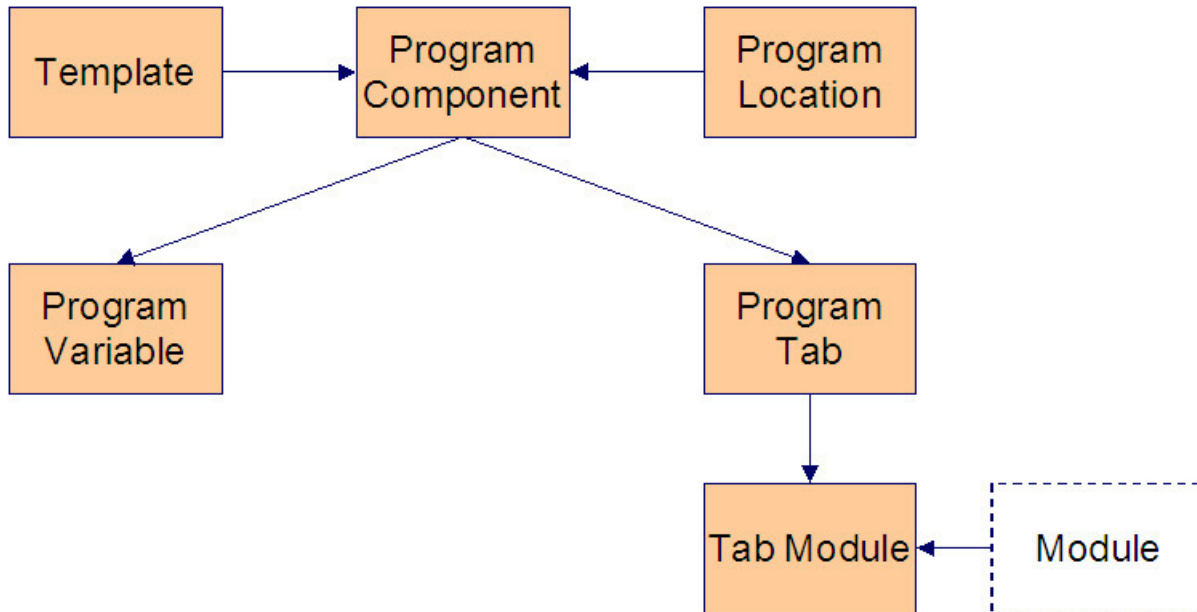 Template
Program
Component
Program
Location
Program
Variable
Program
Tab
Tab Module
Module